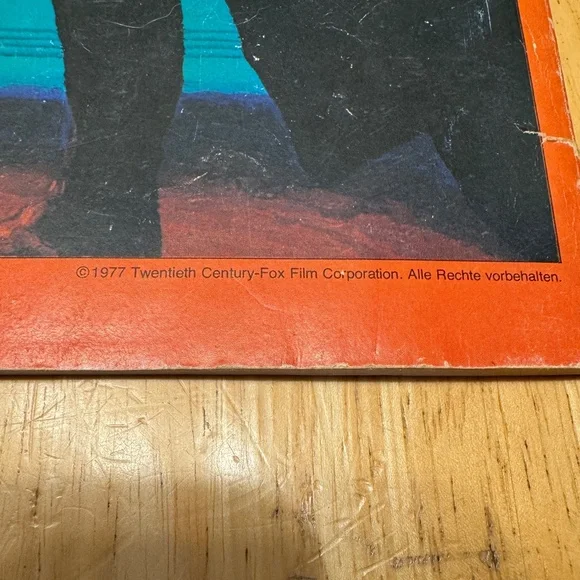 ©1977 Twentieth Century-Fox Film Corporation. Alle Rechte vorbehalten.